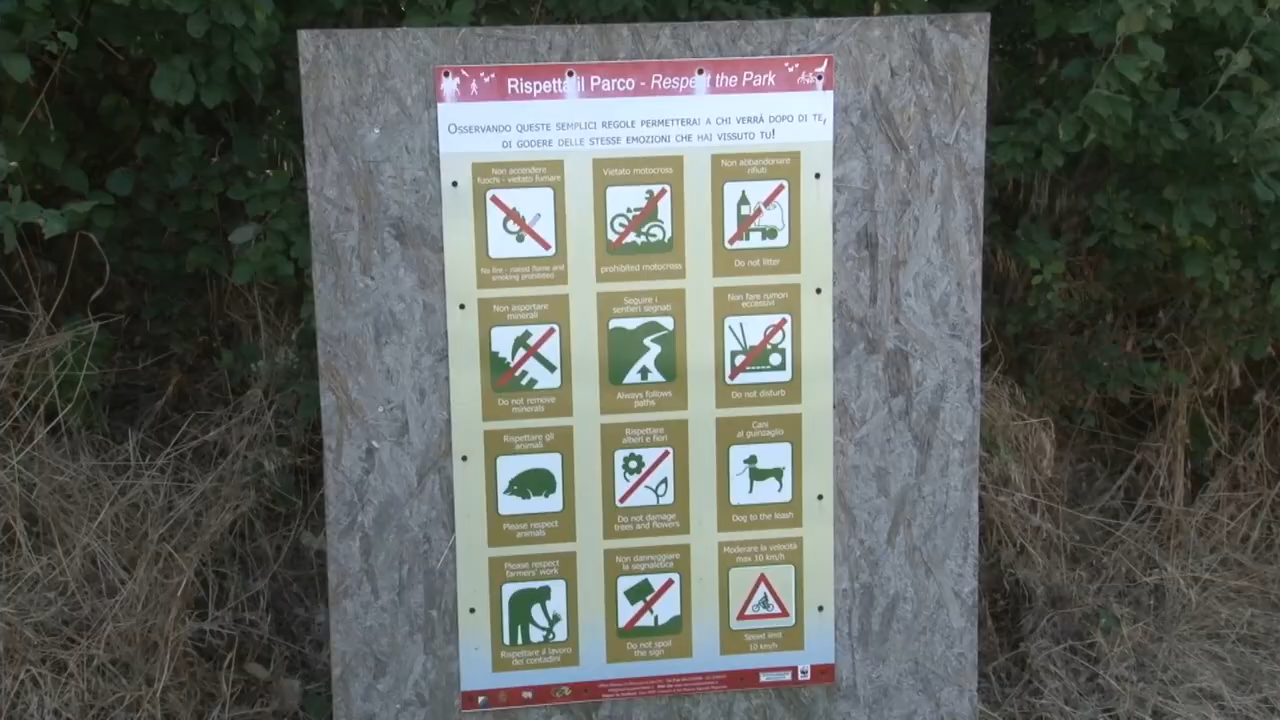 Rispetta il Parco - Respect the Park
OSSERVANDO QUESTE SEMPLICI REGOLE PERMETTERAI A CHI VERRÀ DOPO DI TE,
DI GODERE DELLE STESSE EMOZIONI CHE HAI VISSUTO TU!
Non accendere
fuochi - vietato fumare
No fire - naked flame and
smoking prohibited
Vietato motocross
prohibited motocross
Non abbandonare
rifiuti
Do not litter
Non asportare
minerali
Do not remove
minerals
Seguire i
sentieri segnati
Always follows
paths
Non fare rumori
eccessivi
Do not disturb
Rispettare gli
animali
Please respect
animals
Rispettare
alberi e fiori
Do not damage
trees and flowers
Cani
al guinzaglio
Dog to the leash
Please respect
farmers' work
Rispettare il lavoro
dei contadini
Non danneggiare
la segnaletica
Do not spoil
the sign
Moderare la velocità
max 10 km/h
Speed limit
10 km/h